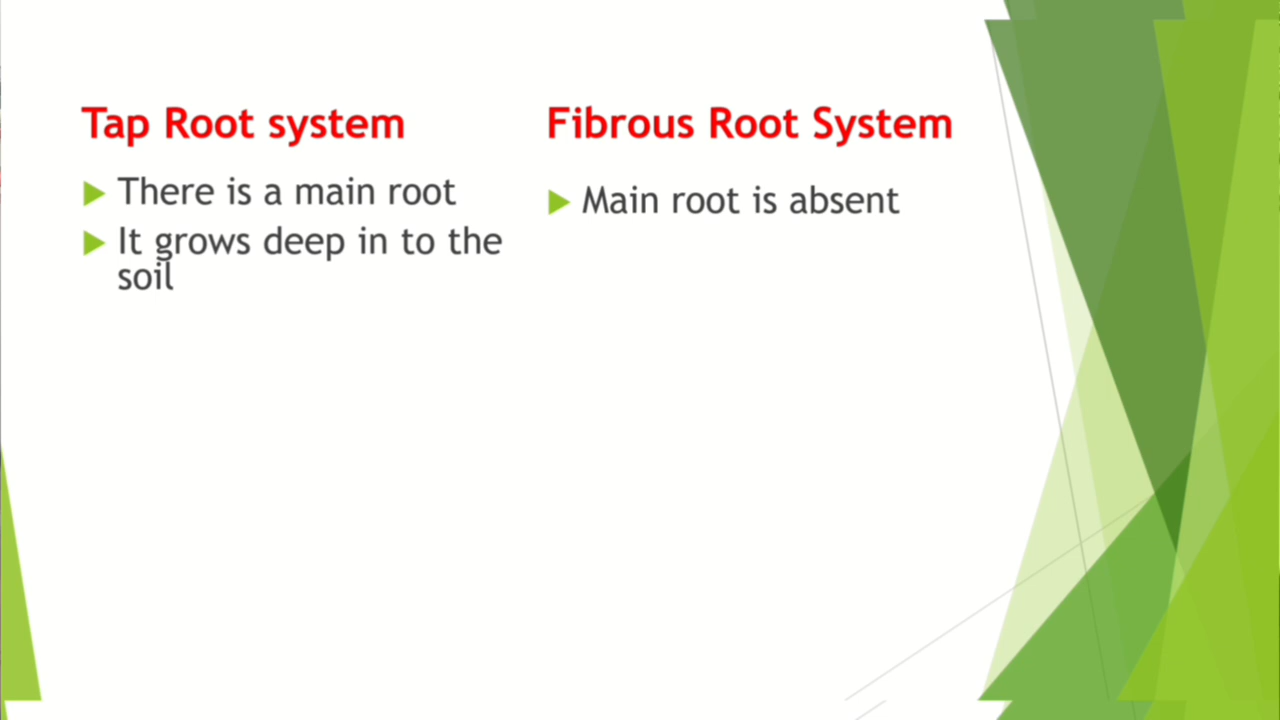 Tap Root system
There is a main root
It grows deep in to the
soil
Fibrous Root System
Main root is absent